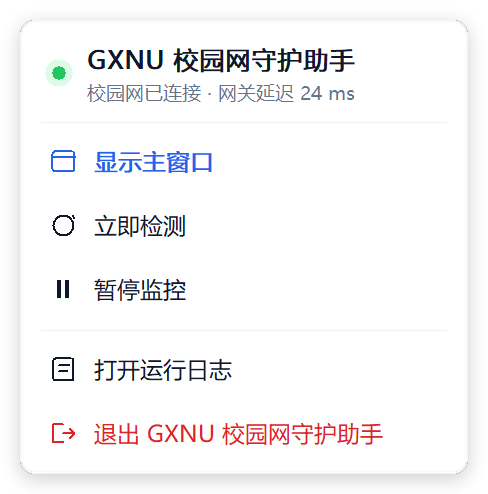 GXNU 校园网守护助手
校园网已连接 · 网关延迟 24 ms
显示主窗口
立即检测
暂停监控
打开运行日志
退出 GXNU 校园网守护助手